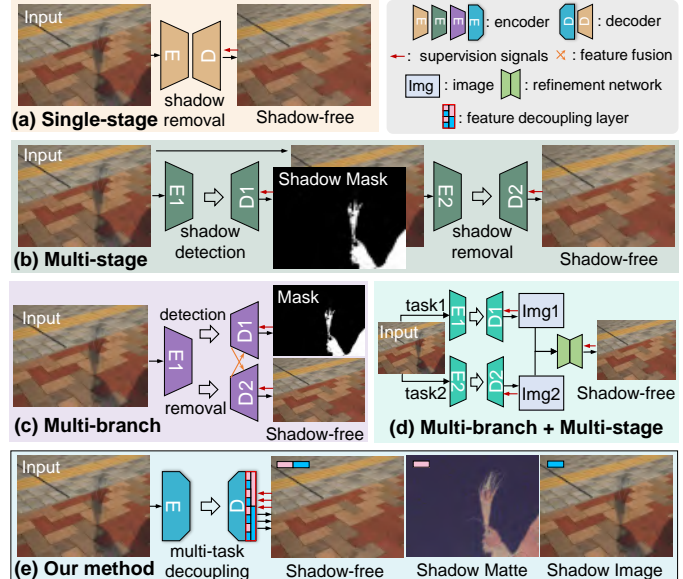 Input
E
D
shadow
removal
Shadow-free
(a) Single-stage
E E E E : encoder D D : decoder
: supervision signals : feature fusion
Img : image : refinement network
: feature decoupling layer
Input
E1
D1
shadow
detection
Shadow Mask
E2
D2
shadow
removal
Shadow-free
(b) Multi-stage
Input
detection
E1
removal
D1
D2
Mask
Shadow-free
(c) Multi-branch
task1
Input
task2
E1
D1
Img1
E2
D2
Img2
Shadow-free
(d) Multi-branch + Multi-stage
Input
E
D
multi-task
decoupling
(e) Our method
Shadow-free
Shadow Matte
Shadow Image